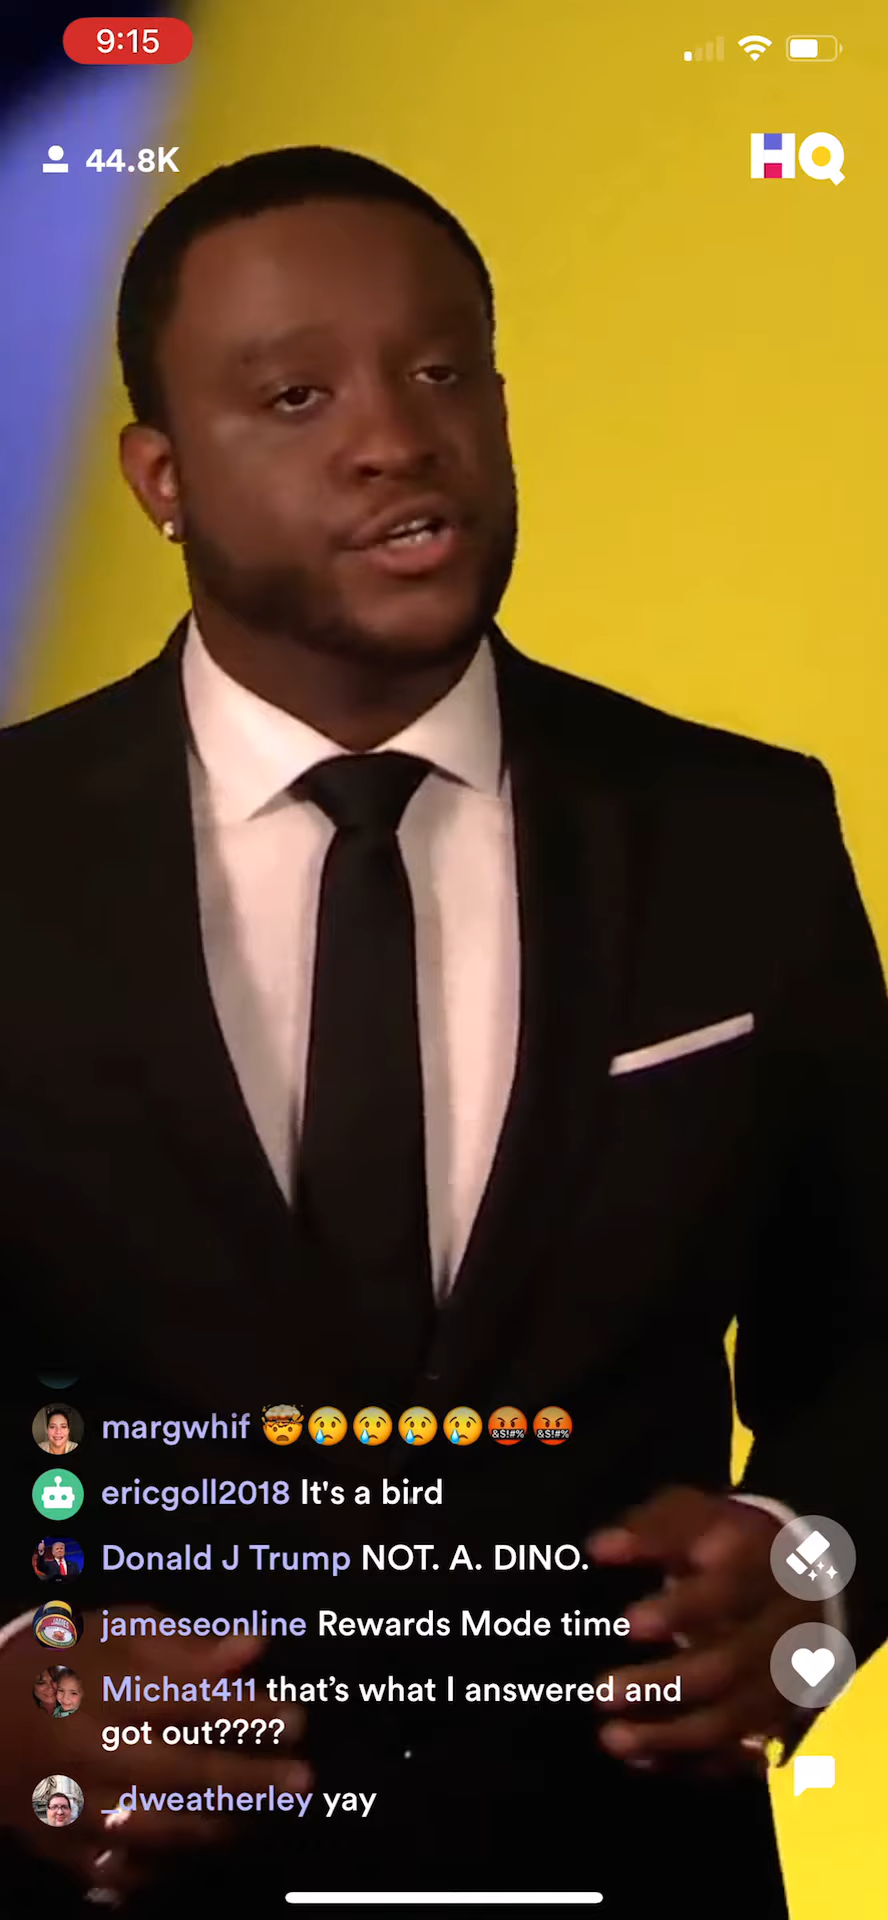 9:15
44.8K
HQ
margwhif 🤯😢😢😢😢🤬🤬
ericgoll2018 It's a bird
Donald J Trump NOT. A. DINO.
jameseonline Rewards Mode time
Michat411 that's what I answered and
got out????
_dweatherley yay